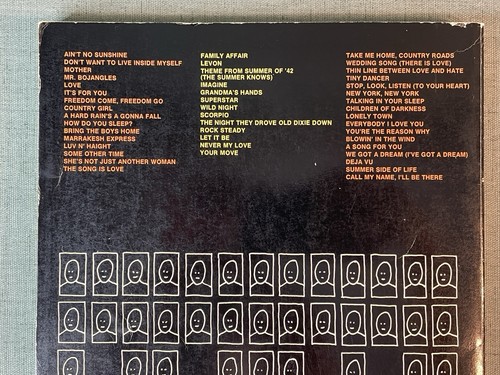 AIN'T NO SUNSHINE
DON'T WANT TO LIVE INSIDE MYSELF
MOTHER
MR. BOJANGLES
LOVE
IT'S FOR YOU
FREEDOM COME, FREEDOM GO
COUNTRY GIRL
A HARD RAIN'S A GONNA FALL
HOW DO YOU SLEEP?
BRING THE BOYS HOME
MARRAKESH EXPRESS
LUV N' HAIGHT
SOME OTHER TIME
SHE'S NOT JUST ANOTHER WOMAN
THE SONG IS LOVE
FAMILY AFFAIR
LEVON
THEME FROM SUMMER OF '42
(THE SUMMER KNOWS)
IMAGINE
GRANDMA'S HANDS
SUPERSTAR
WILD NIGHT
SCORPIO
THE NIGHT THEY DROVE OLD DIXIE DOWN
ROCK STEADY
LET IT BE
NEVER MY LOVE
YOUR MOVE
TAKE ME HOME, COUNTRY ROADS
WEDDING SONG (THERE IS LOVE)
THIN LINE BETWEEN LOVE AND HATE
TINY DANCER
STOP, LOOK, LISTEN (TO YOUR HEART)
NEW YORK, NEW YORK
TALKING IN YOUR SLEEP
CHILDREN OF DARKNESS
LONELY TOWN
EVERYBODY I LOVE YOU
YOU'RE THE REASON WHY
BLOWIN' IN THE WIND
A SONG FOR YOU
WE GOT A DREAM (I'VE GOT A DREAM)
DEJA VU
SUMMER SIDE OF LIFE
CALL MY NAME, I'LL BE THERE